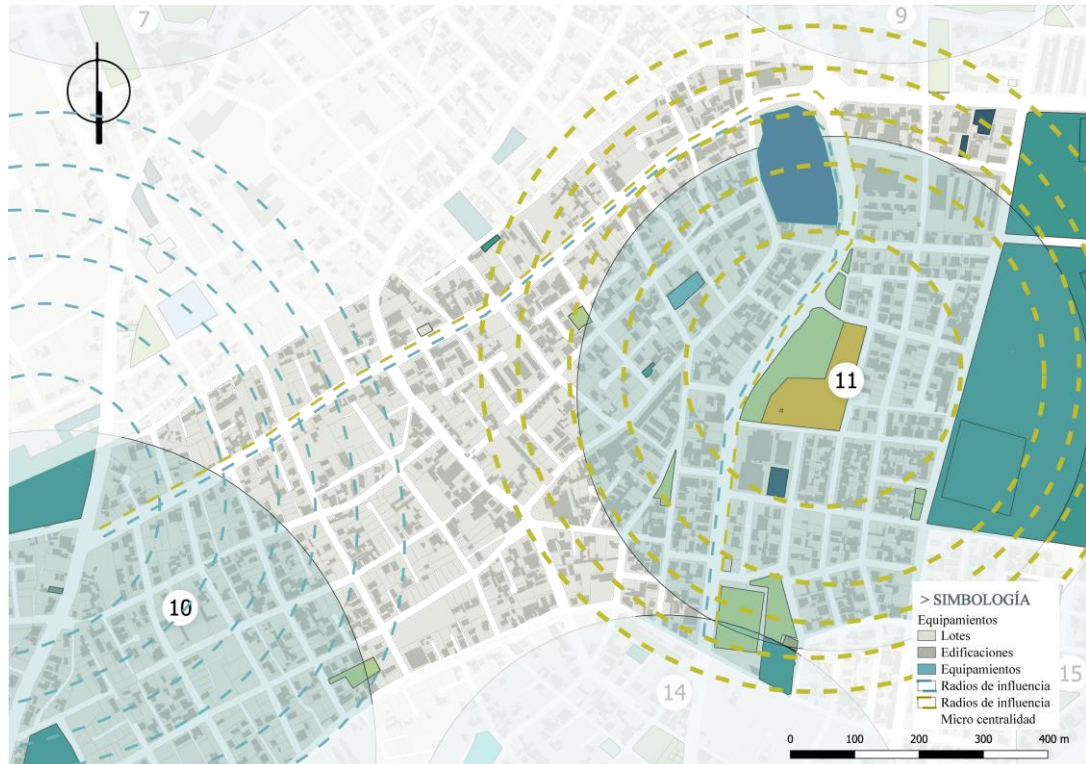 7
9
11
10
14
15
> SIMBOLOGÍA
Equipamientos
Lotes
Edificaciones
Equipamientos
Radios de influencia
Radios de influencia
Micro centralidad
0 100 200 300 400 m